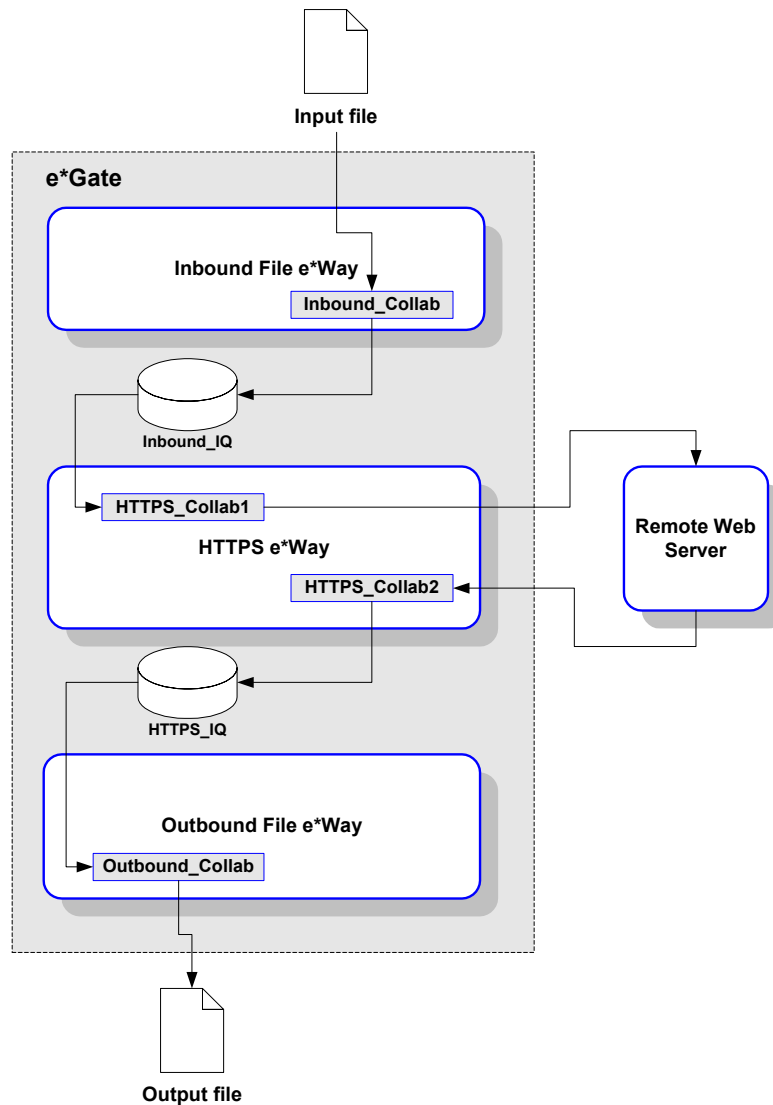 Input file
e*Gate
Inbound File e*Way
Inbound_Collab
Inbound_IQ
HTTPS_Collab1
HTTPS e*Way
HTTPS_Collab2
Remote Web
Server
HTTPS_IQ
Outbound File e*Way
Outbound_Collab
Output file